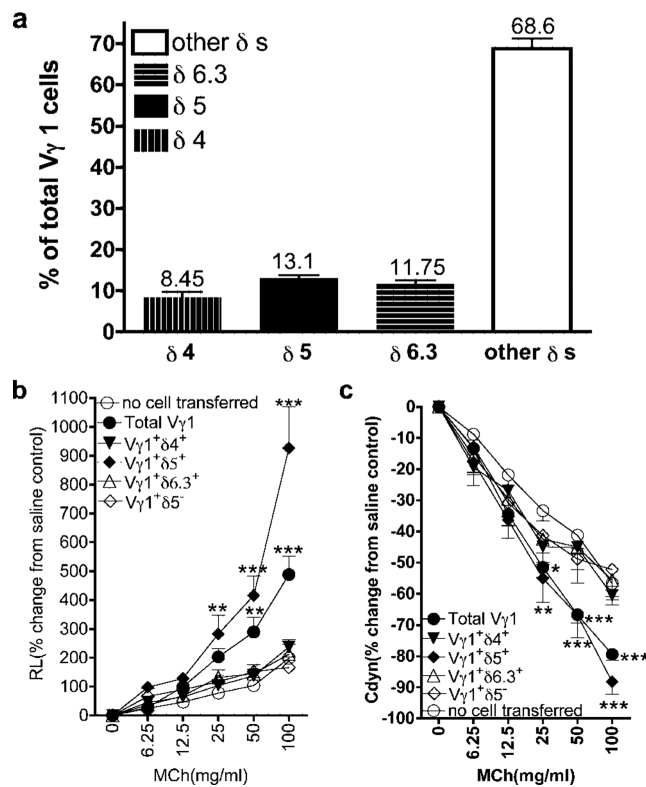 a
% of total Vγ 1 cells
70
60
50
40
30
20
10
0
other δ s
δ 6.3
δ 5
δ 4
8.45
13.1
11.75
68.6
δ 4 δ 5 δ 6.3 other δ s
b
RL(% change from saline control)
1100
1000
900
800
700
600
500
400
300
200
100
0
no cell transferred
Total Vγ1
Vγ1⁺δ4⁺
Vγ1⁺δ5⁺
Vγ1⁺δ6.3⁺
Vγ1⁺δ5⁻
***
***
***
**
**
0 6.25 12.5 25 50 100
MCh(mg/ml)
c
Cdyn(% change from saline control)
0
-10
-20
-30
-40
-50
-60
-70
-80
-90
-100
*
**
***
***
***
***
Total Vγ1
Vγ1⁺δ4⁺
Vγ1⁺δ5⁺
Vγ1⁺δ6.3⁺
Vγ1⁺δ5⁻
no cell transferred
0 6.25 12.5 25 50 100
MCh(mg/ml)